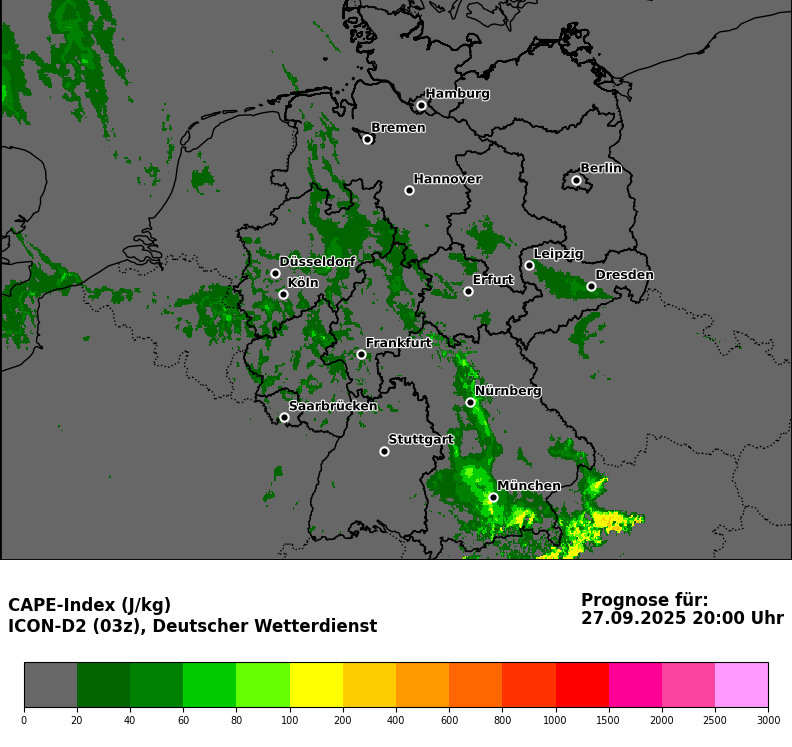 Hamburg
Bremen
Berlin
Hannover
Leipzig
Düsseldorf
Dresden
Erfurt
Köln
Frankfurt
Nürnberg
Saarbrücken
Stuttgart
München
CAPE-Index (J/kg)
ICON-D2 (03z), Deutscher Wetterdienst
Prognose für:
27.09.2025 20:00 Uhr
0 20 40 60 80 100 200 400 600 800 1000 1500 2000 2500 3000